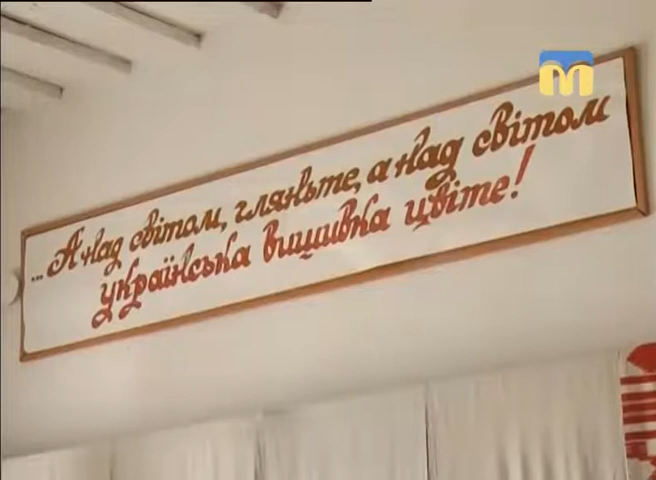 ... А над світом, гляньте, а над світом
українська вишивка цвіте!